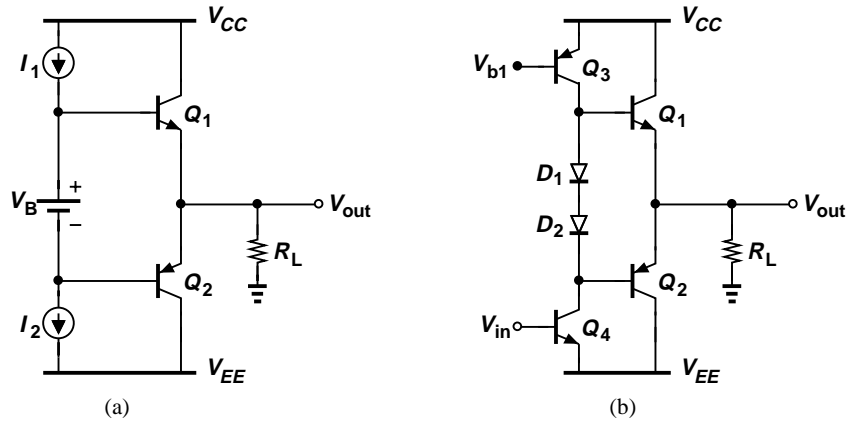 V_CC
I_1
Q_1
V_B
+
−
V_out
R_L
Q_2
I_2
V_EE
(a)
V_CC
V_b1
Q_3
Q_1
D_1
D_2
V_out
R_L
Q_2
V_in
Q_4
V_EE
(b)